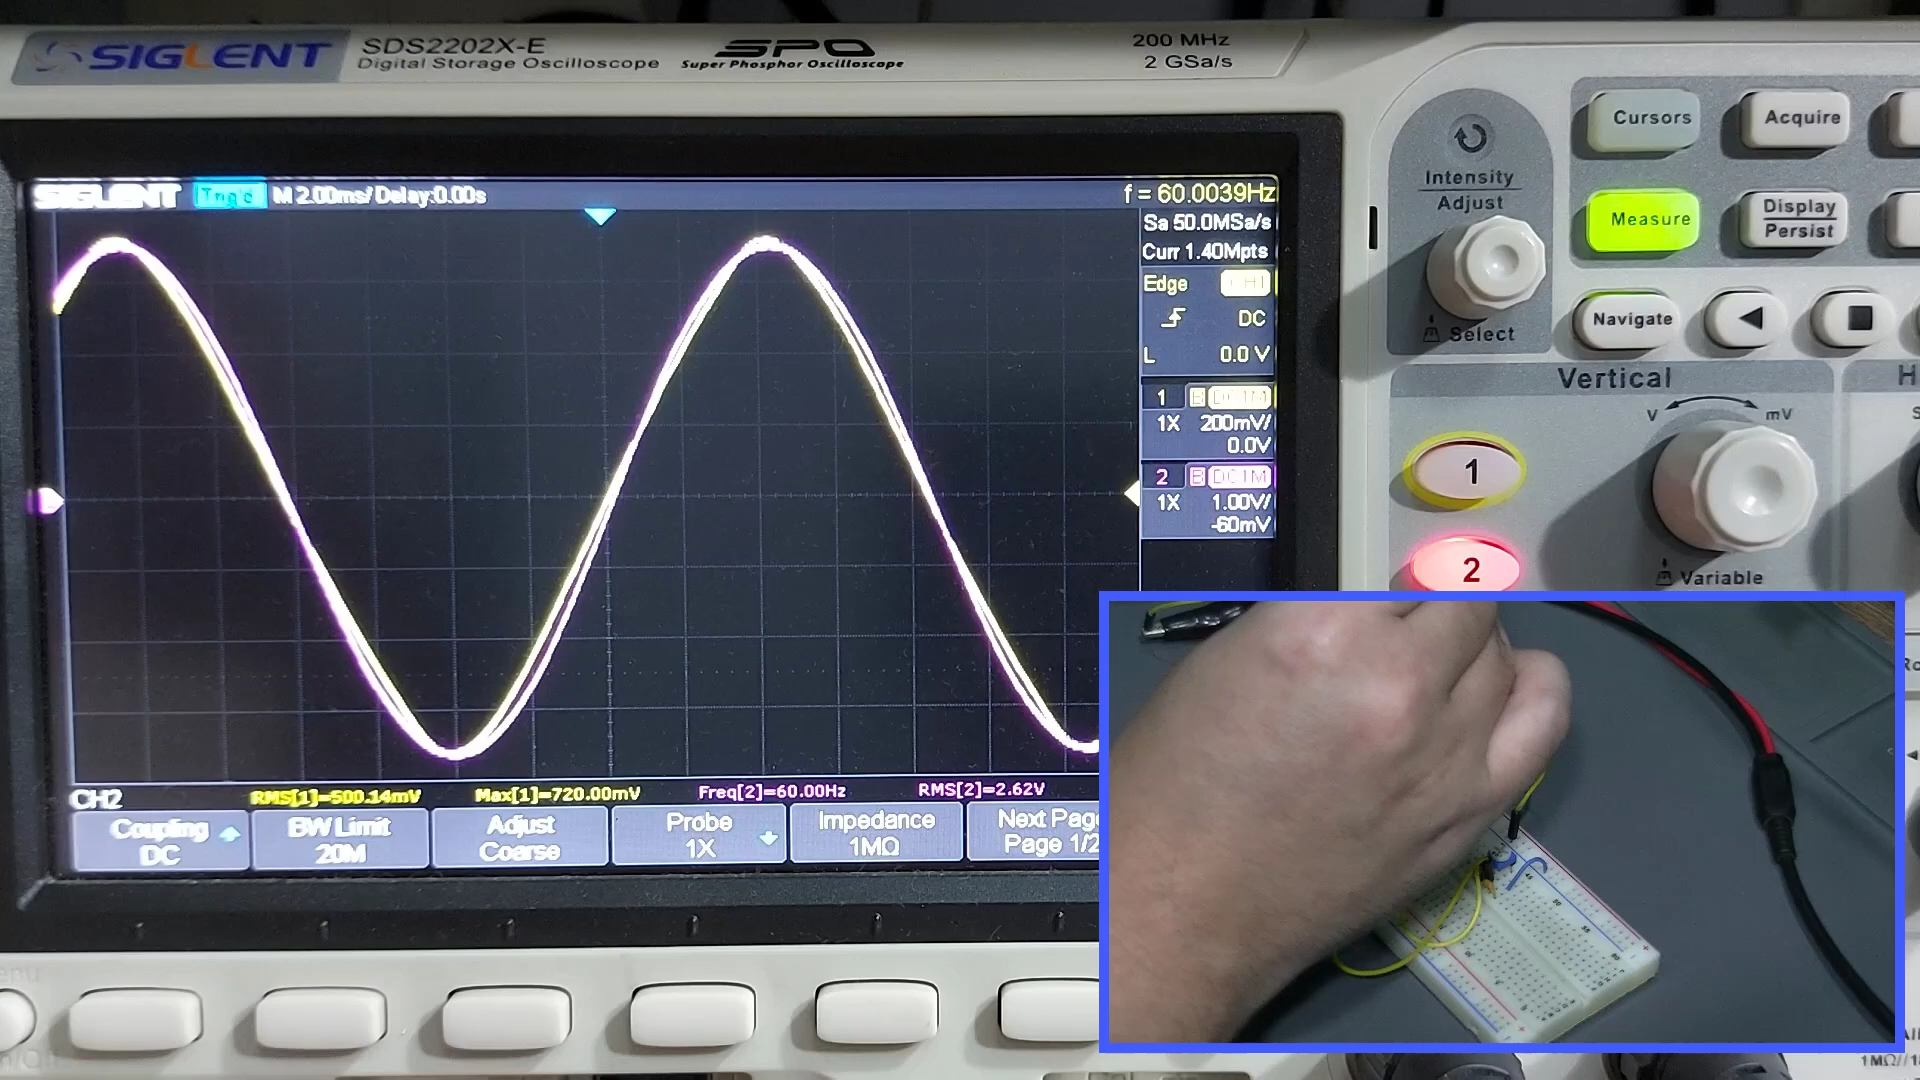 SIGLENT
SDS2202X-E
Digital Storage Oscilloscope
SPO
Super Phosphor Oscilloscope
200 MHz
2 GSa/s
SIGLENT Trig'd M 2.00ms/ Delay:0.00s
f = 60.0039Hz
Sa 50.0MSa/s
Curr 1.40Mpts
Edge CH1
DC
L 0.0 V
1 B DC1M
1X 200mV/
0.0V
2 B DC1M
1X 1.00V/
-60mV
CH2
RMS[1]=500.14mV Max[1]=720.00mV Freq[2]=60.00Hz RMS[2]=2.62V
Coupling
DC
BW Limit
20M
Adjust
Coarse
Probe
1X
Impedance
1MΩ
Next Pag
Page 1/2
Intensity
Adjust
Select
Cursors
Acquire
Measure
Display
Persist
Navigate
Vertical
V mV
1
2
Variable